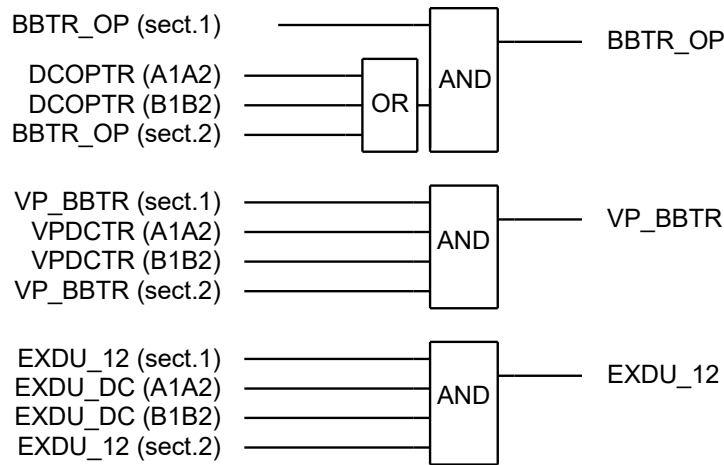 BBTR_OP (sect.1)
DCOPTR (A1A2)
DCOPTR (B1B2)
BBTR_OP (sect.2)
OR
AND
BBTR_OP
VP_BBTR (sect.1)
VPDCTR (A1A2)
VPDCTR (B1B2)
VP_BBTR (sect.2)
AND
VP_BBTR
EXDU_12 (sect.1)
EXDU_DC (A1A2)
EXDU_DC (B1B2)
EXDU_12 (sect.2)
AND
EXDU_12